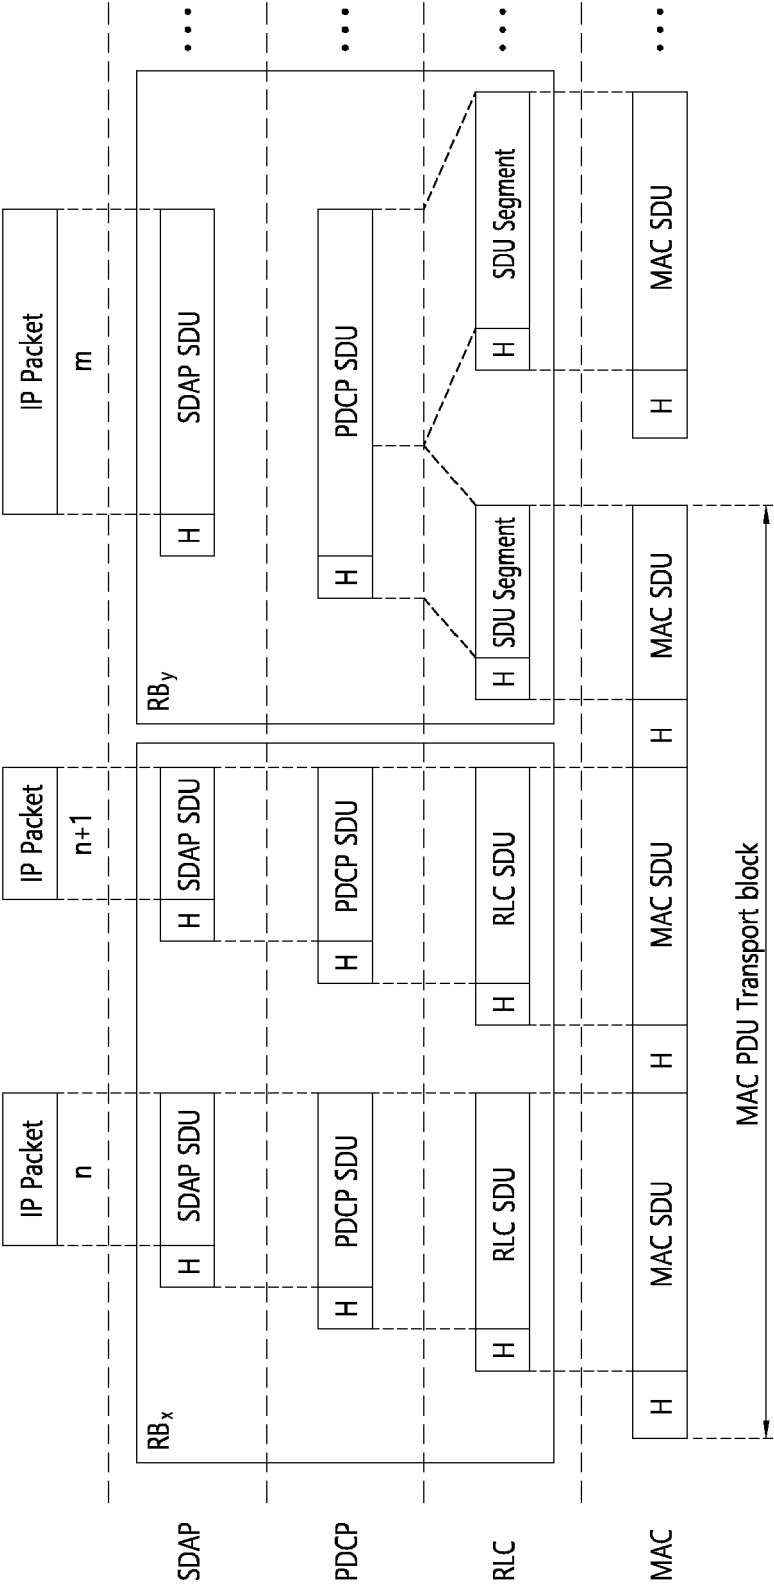 IP Packet
n
IP Packet
n+1
IP Packet
m
SDAP
RBx
H
SDAP SDU
H
SDAP SDU
RBy
H
SDAP SDU
...
PDCP
H
PDCP SDU
H
PDCP SDU
H
PDCP SDU
...
RLC
H
RLC SDU
H
RLC SDU
H
SDU Segment
H
SDU Segment
...
MAC
H
MAC SDU
H
MAC SDU
H
MAC SDU
H
MAC SDU
...
MAC PDU Transport block